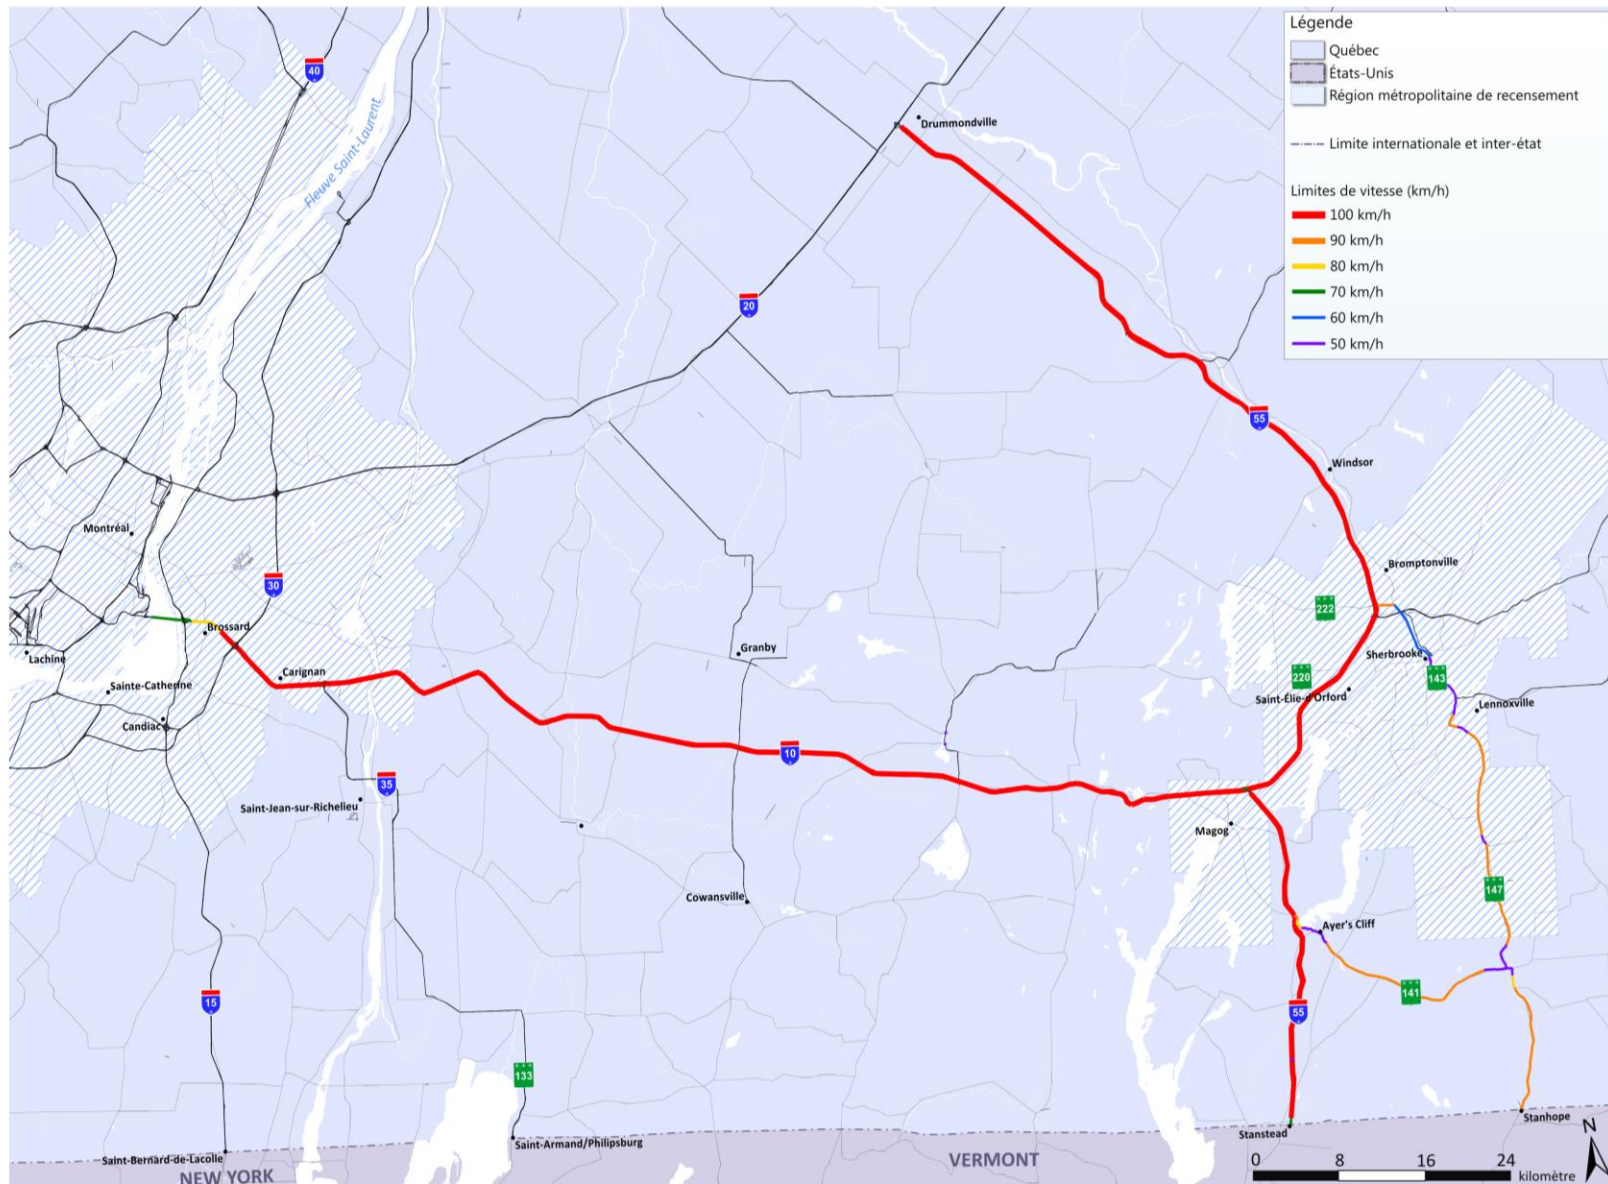 Légende
Québec
États-Unis
Région métropolitaine de recensement
Limite internationale et inter-état
Limites de vitesse (km/h)
100 km/h
90 km/h
80 km/h
70 km/h
60 km/h
50 km/h
40
Fleuve Saint-Laurent
Drummondville
20
55
Windsor
Montréal
Bromptonville
30
222
Brossard
Lachine
Granby
Sherbrooke
Carignan
220
143
Sainte-Catherine
Saint-Élie-d'Orford
Lennoxville
Candiac
10
35
Saint-Jean-sur-Richelieu
Magog
147
Cowansville
Ayer's Cliff
141
15
55
133
Stanhope
Stanstead
Saint-Armand/Philipsburg
Saint-Bernard-de-Lacolle
NEW YORK
VERMONT
N
0 8 16 24
kilomètre